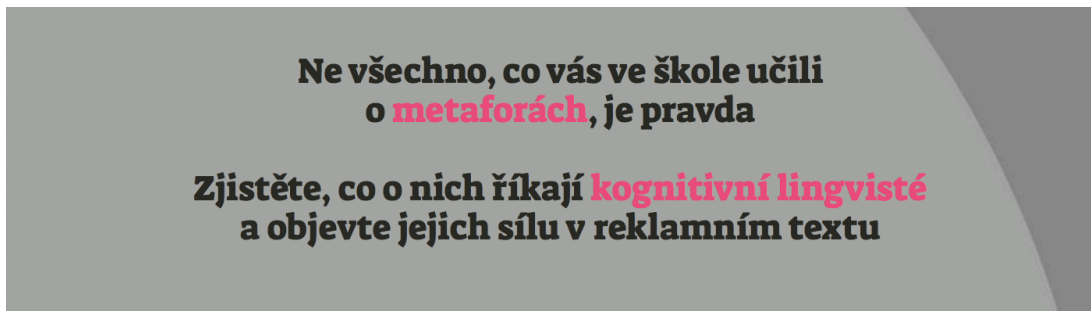 Ne všechno, co vás ve škole učili
o metaforách, je pravda
Zjistěte, co o nich říkají kognitivní lingvisté
a objevte jejich sílu v reklamním textu